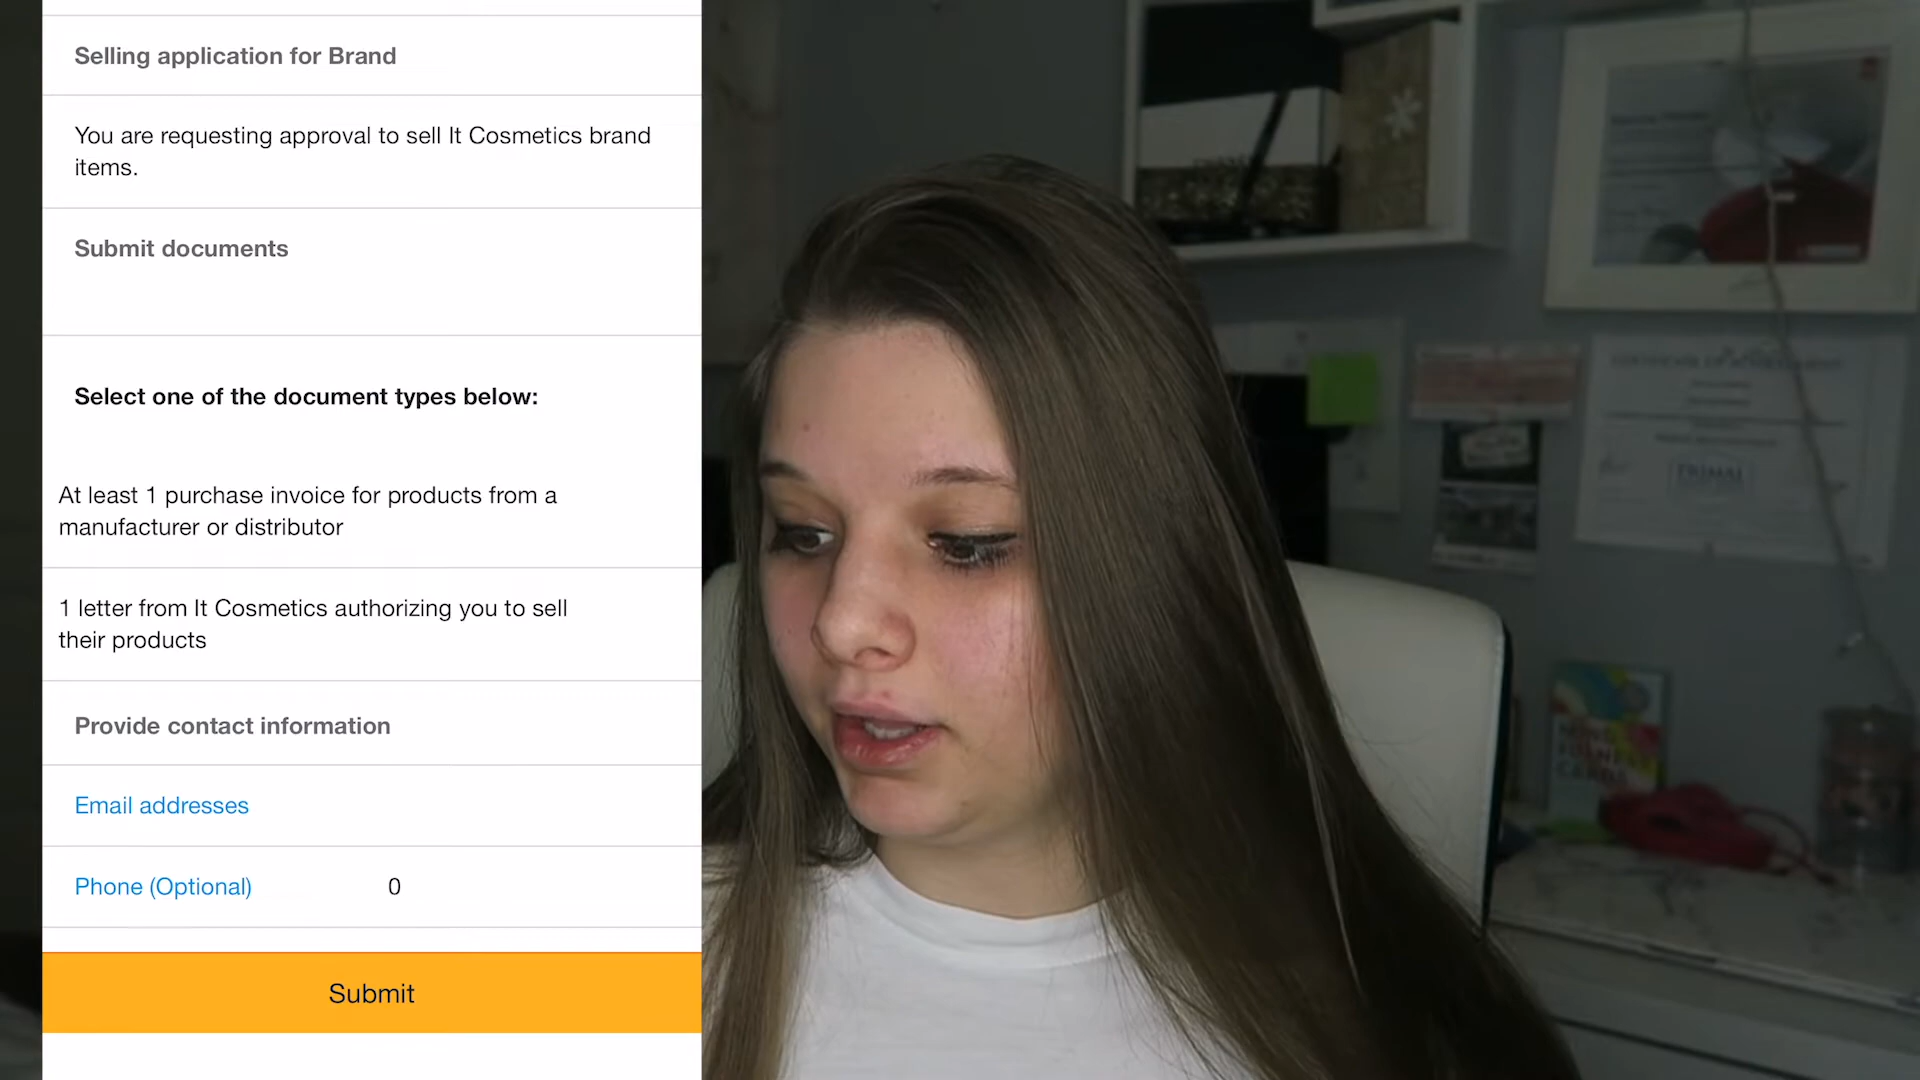 Selling application for Brand
You are requesting approval to sell It Cosmetics brand
items.
Submit documents
Select one of the document types below:
At least 1 purchase invoice for products from a
manufacturer or distributor
1 letter from It Cosmetics authorizing you to sell
their products
Provide contact information
Email addresses
Phone (Optional) 0
Submit